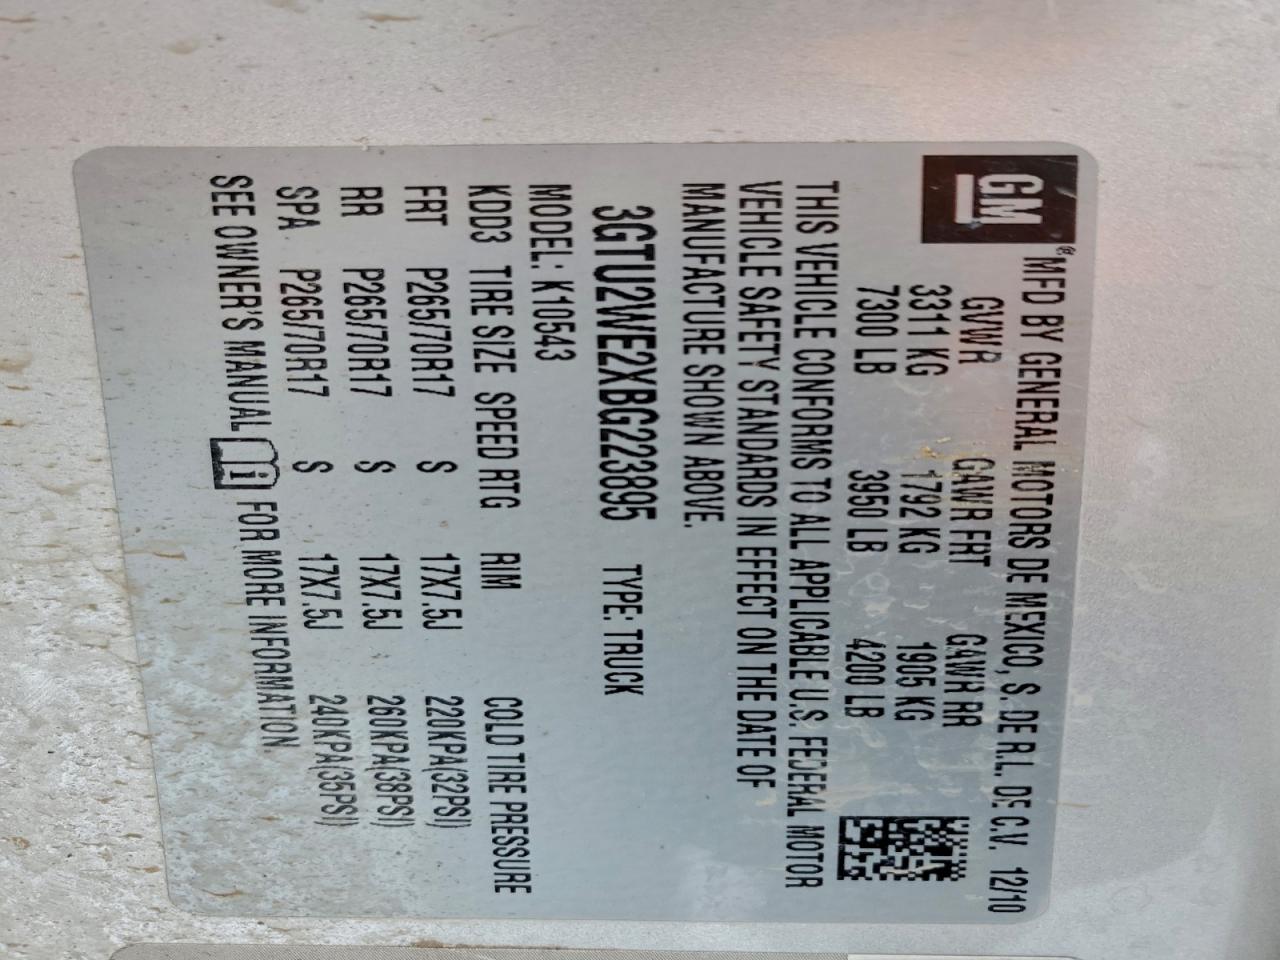 GM ® MFD BY GENERAL MOTORS DE MEXICO, S. DE R.L. DE C.V. 12/10
GVWR GAWR FRT GAWR RR
3311 KG 1792 KG 1905 KG
7300 LB 3950 LB 4200 LB
THIS VEHICLE CONFORMS TO ALL APPLICABLE U.S. FEDERAL MOTOR
VEHICLE SAFETY STANDARDS IN EFFECT ON THE DATE OF
MANUFACTURE SHOWN ABOVE.
3GTU2WE2XBG223895 TYPE: TRUCK
MODEL: K10543
KDD3 TIRE SIZE SPEED RTG RIM COLD TIRE PRESSURE
FRT P265/70R17 S 17X7.5J 220KPA(32PSI)
RR P265/70R17 S 17X7.5J 260KPA(38PSI)
SPA P265/70R17 S 17X7.5J 240KPA(35PSI)
SEE OWNER'S MANUAL i FOR MORE INFORMATION.